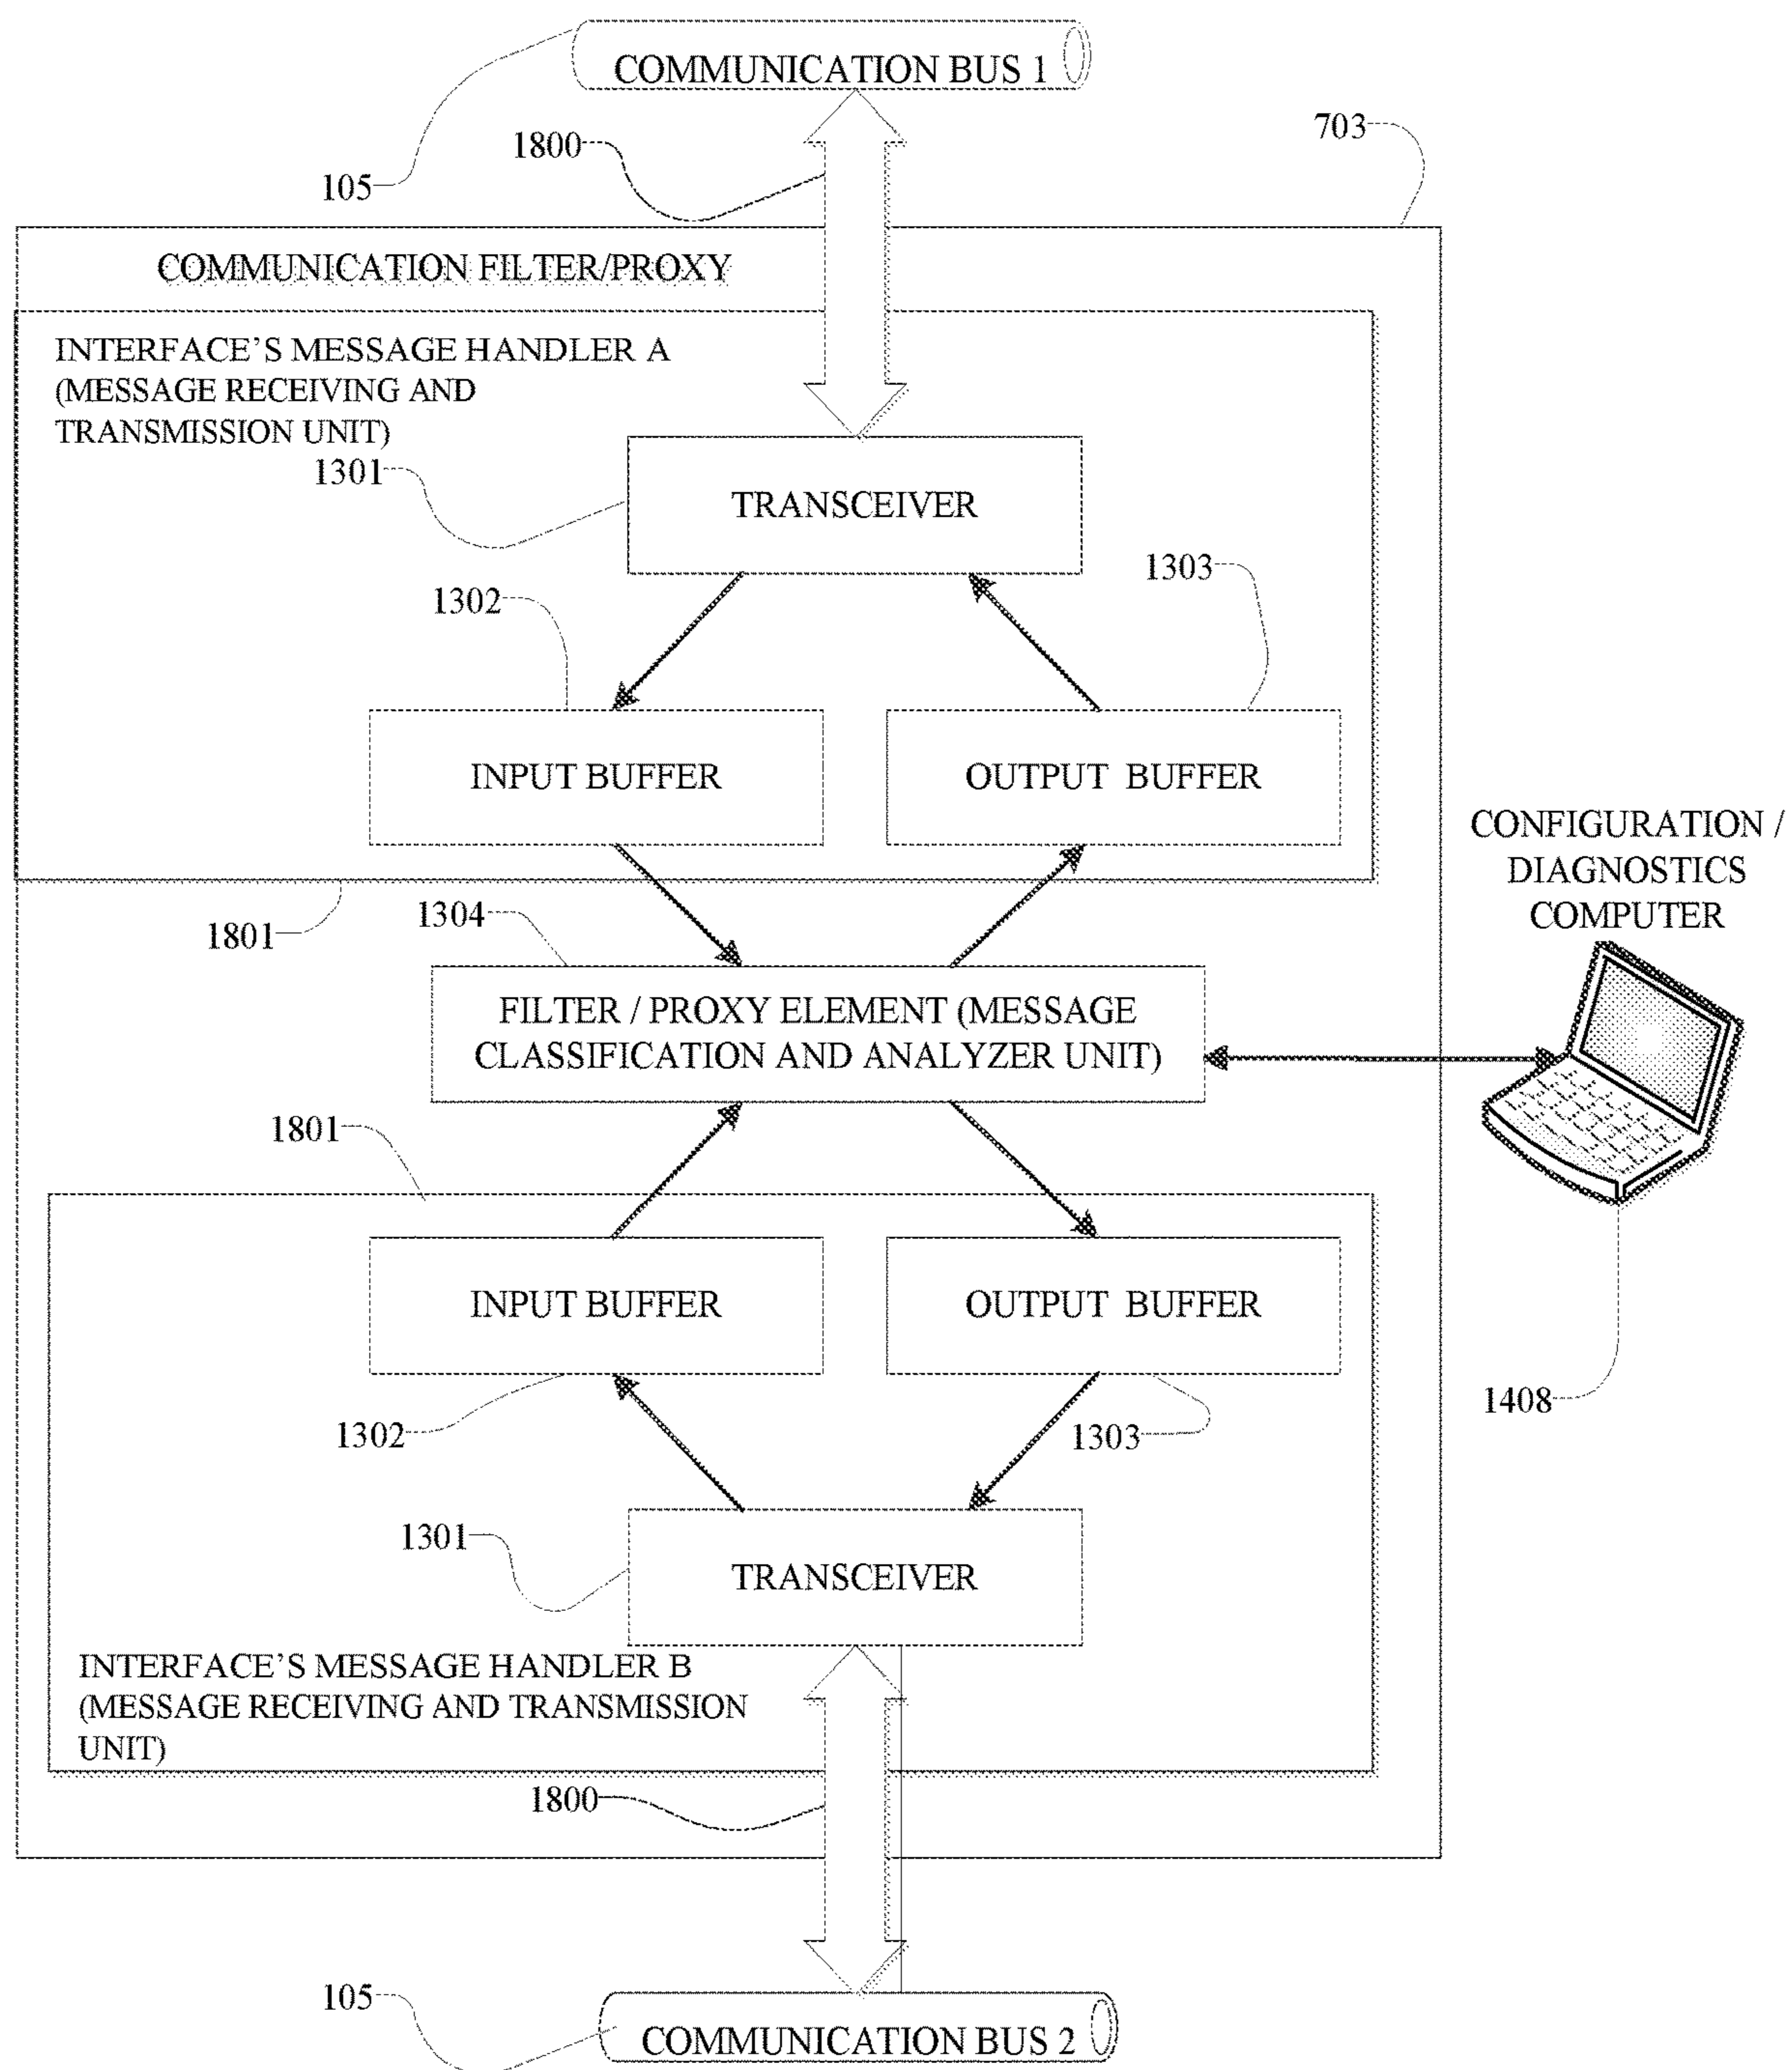 COMMUNICATION BUS 1
703
1800
105
COMMUNICATION FILTER/PROXY
INTERFACE'S MESSAGE HANDLER A
(MESSAGE RECEIVING AND
TRANSMISSION UNIT)
1301
TRANSCEIVER
1303
1302
INPUT BUFFER
OUTPUT BUFFER
CONFIGURATION /
DIAGNOSTICS
COMPUTER
1801
1304
FILTER / PROXY ELEMENT (MESSAGE
CLASSIFICATION AND ANALYZER UNIT)
1801
INPUT BUFFER
OUTPUT BUFFER
1408
1302
1303
1301
TRANSCEIVER
INTERFACE'S MESSAGE HANDLER B
(MESSAGE RECEIVING AND TRANSMISSION
UNIT)
1800
105
COMMUNICATION BUS 2